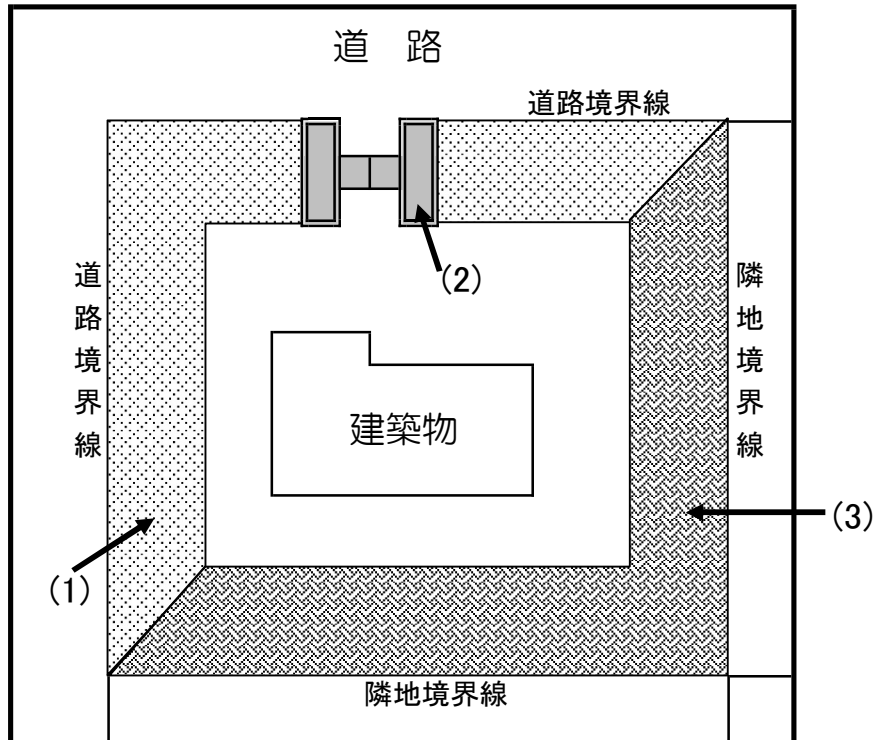 道 路
道路境界線
(2)
道路境界線
隣地境界線
建築物
(3)
(1)
隣地境界線